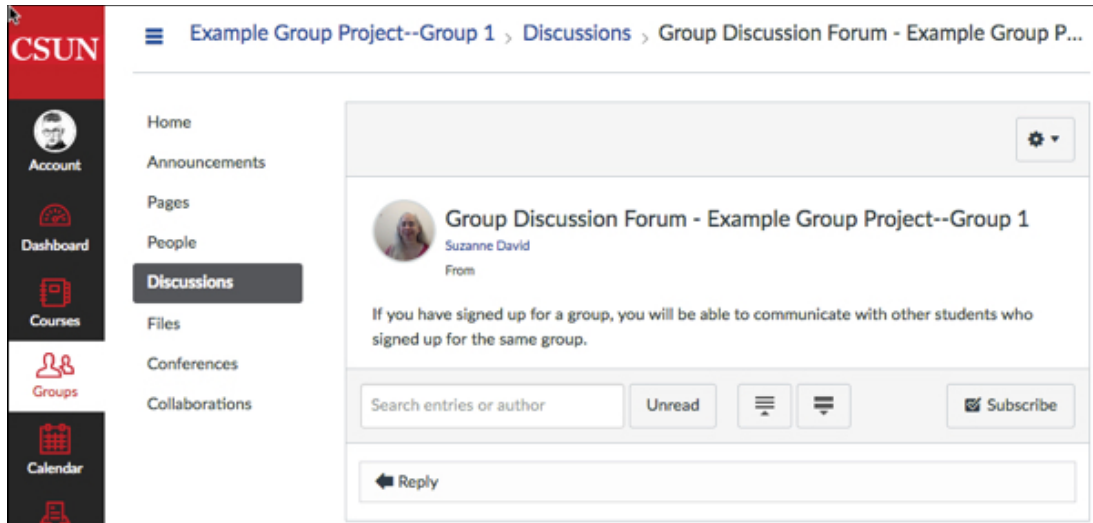 CSUN
Example Group Project--Group 1 > Discussions > Group Discussion Forum - Example Group P...
Account
Dashboard
Courses
Groups
Calendar
Home
Announcements
Pages
People
Discussions
Files
Conferences
Collaborations
Group Discussion Forum - Example Group Project--Group 1
Suzanne David
From
If you have signed up for a group, you will be able to communicate with other students who
signed up for the same group.
Search entries or author
Unread
Subscribe
Reply